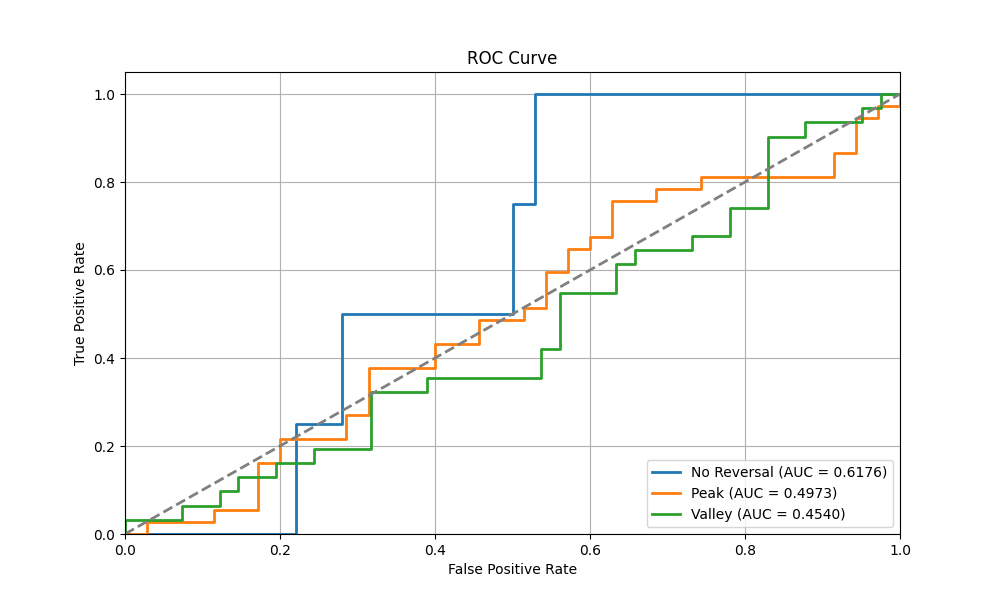 ROC Curve
True Positive Rate
1.0
0.8
0.6
0.4
0.2
0.0
0.0 0.2 0.4 0.6 0.8 1.0
False Positive Rate
No Reversal (AUC = 0.6176)
Peak (AUC = 0.4973)
Valley (AUC = 0.4540)